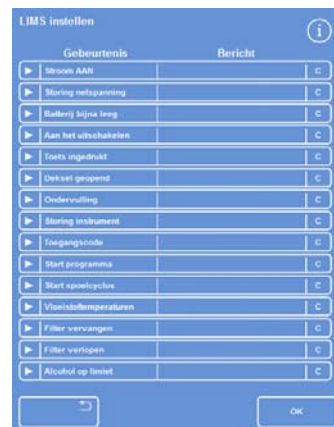 LIMS instellen
i
Gebeurtenis Bericht
Stroom AAN C
Storing netspanning C
Batterij bijna leeg C
Aan het uitschakelen C
Toets ingedrukt C
Deksel geopend C
Ondervulling C
Storing instrument C
Toegangscode C
Start programma C
Start spoelcyclus C
Vloeistoftemperaturen C
Filter vervangen C
Filter verlopen C
Alcohol op limiet C
OK